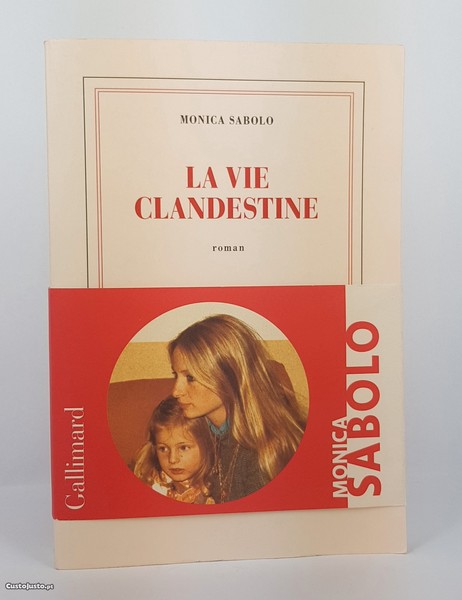 MONICA SABOLO
LA VIE
CLANDESTINE
roman
Gallimard
MONICA
SABOLO
CustoJusto.pt